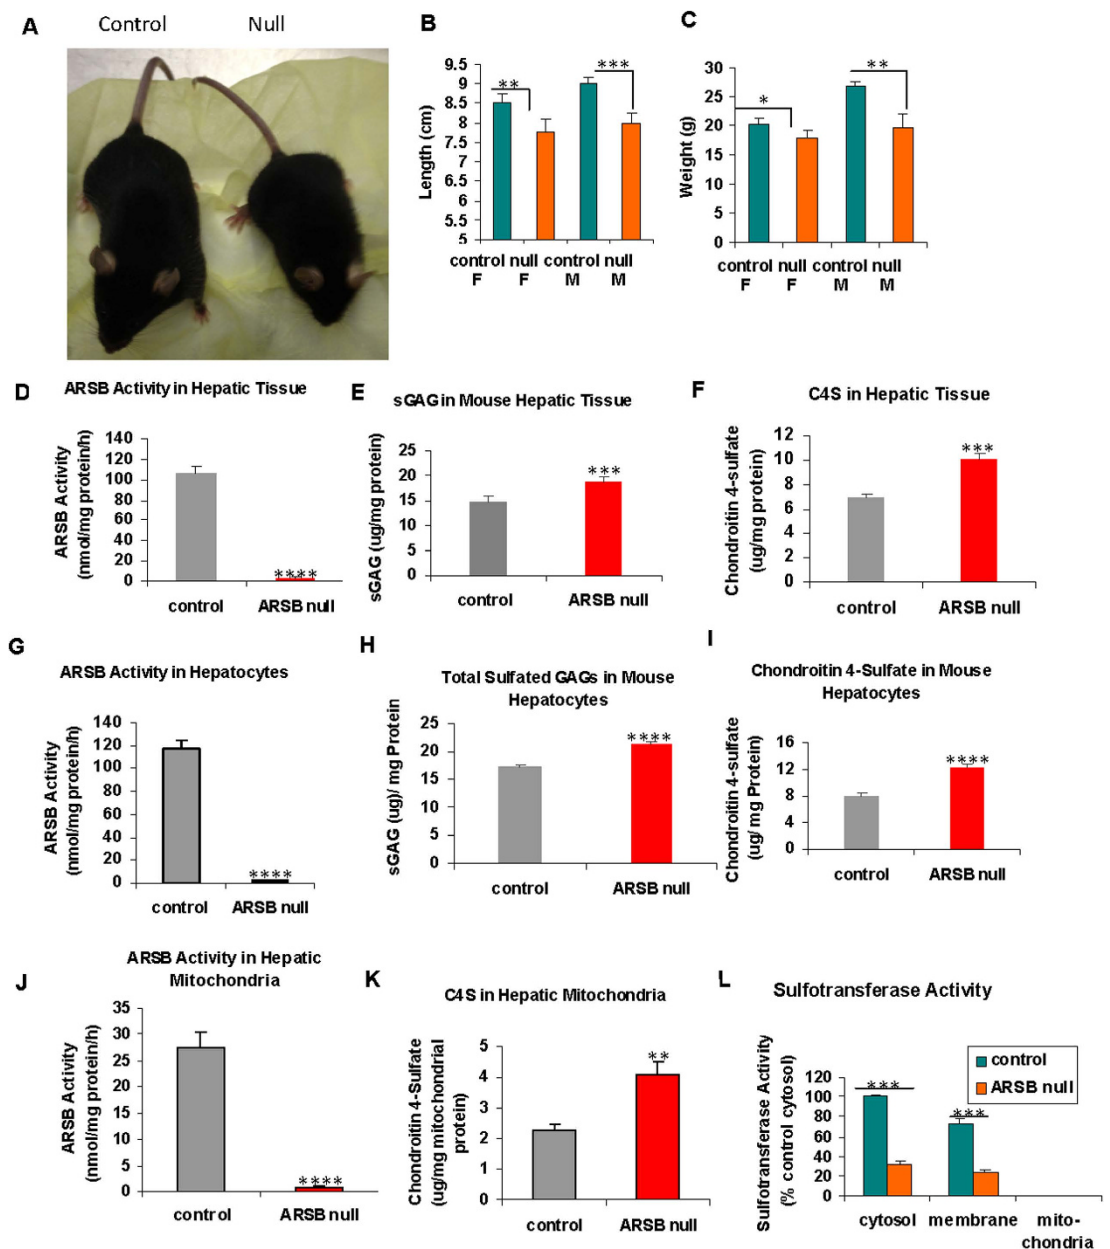 A
Control Null
B
Length (cm)
9.5
9
8.5
8
7.5
7
6.5
6
5.5
5
**
***
control null control null
F F M M
C
Weight (g)
30
25
20
15
10
5
0
*
**
control null control null
F F M M
D
ARSB Activity in Hepatic Tissue
ARSB Activity
(nmol/mg protein/h)
140
120
100
80
60
40
20
0
****
control ARSB null
E
sGAG in Mouse Hepatic Tissue
sGAG (ug/mg protein)
25
20
15
10
5
0
***
control ARSB null
F
C4S in Hepatic Tissue
Chondroitin 4-sulfate
(ug/mg protein)
12
10
8
6
4
2
0
***
control ARSB null
G
ARSB Activity in Hepatocytes
ARSB Activity
(nmol/mg protein/h)
140
120
100
80
60
40
20
0
****
control ARSB null
H
Total Sulfated GAGs in Mouse
Hepatocytes
sGAG (ug)/ mg Protein
25
20
15
10
5
0
****
control ARSB null
I
Chondroitin 4-Sulfate in Mouse
Hepatocytes
Chondroitin 4-sulfate
(ug/mg Protein)
16
12
8
4
0
****
control ARSB null
J
ARSB Activity in Hepatic
Mitochondria
ARSB Activity
(nmol/mg protein/h)
35
30
25
20
15
10
5
0
****
control ARSB null
K
C4S in Hepatic Mitochondria
Chondroitin 4-Sulfate
(ug/mg mitochondrial
protein)
5
4
3
2
1
0
**
control ARSB null
L
Sulfotransferase Activity
Sulfotransferase Activity
(% control cytosol)
control
ARSB null
120
100
80
60
40
20
0
***
***
cytosol membrane mito-
chondria